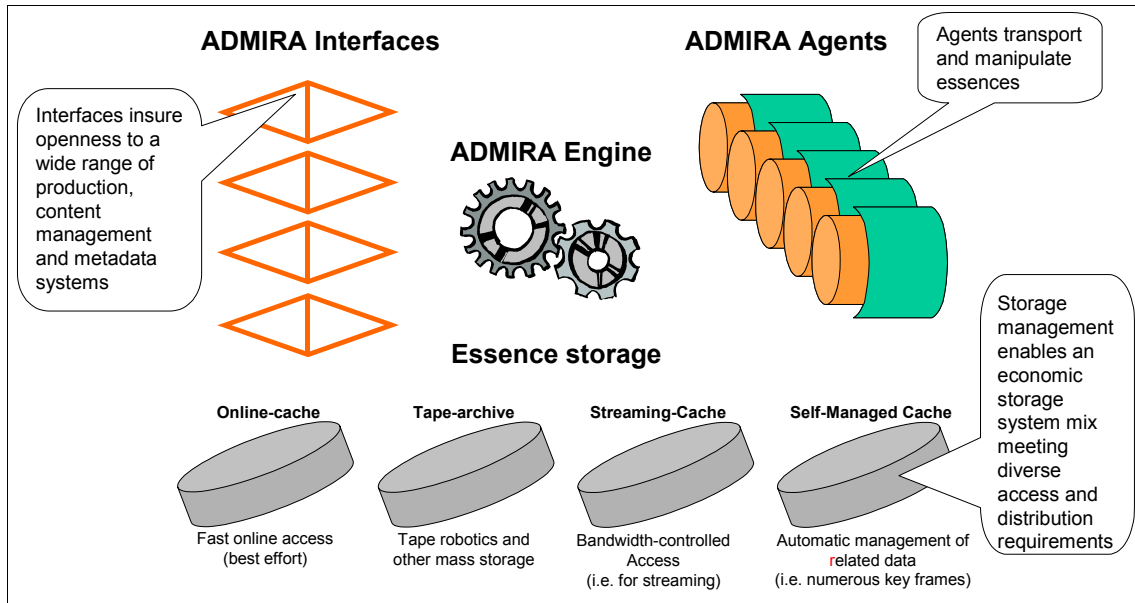 ADMIRA Interfaces
Interfaces insure
openness to a
wide range of
production,
content
management
and metadata
systems
ADMIRA Engine
ADMIRA Agents
Agents transport
and manipulate
essences
Essence storage
Online-cache
Fast online access
(best effort)
Tape-archive
Tape robotics and
other mass storage
Streaming-Cache
Bandwidth-controlled
Access
(i.e. for streaming)
Self-Managed Cache
Automatic management of
related data
(i.e. numerous key frames)
Storage
management
enables an
economic
storage
system mix
meeting
diverse
access and
distribution
requirements